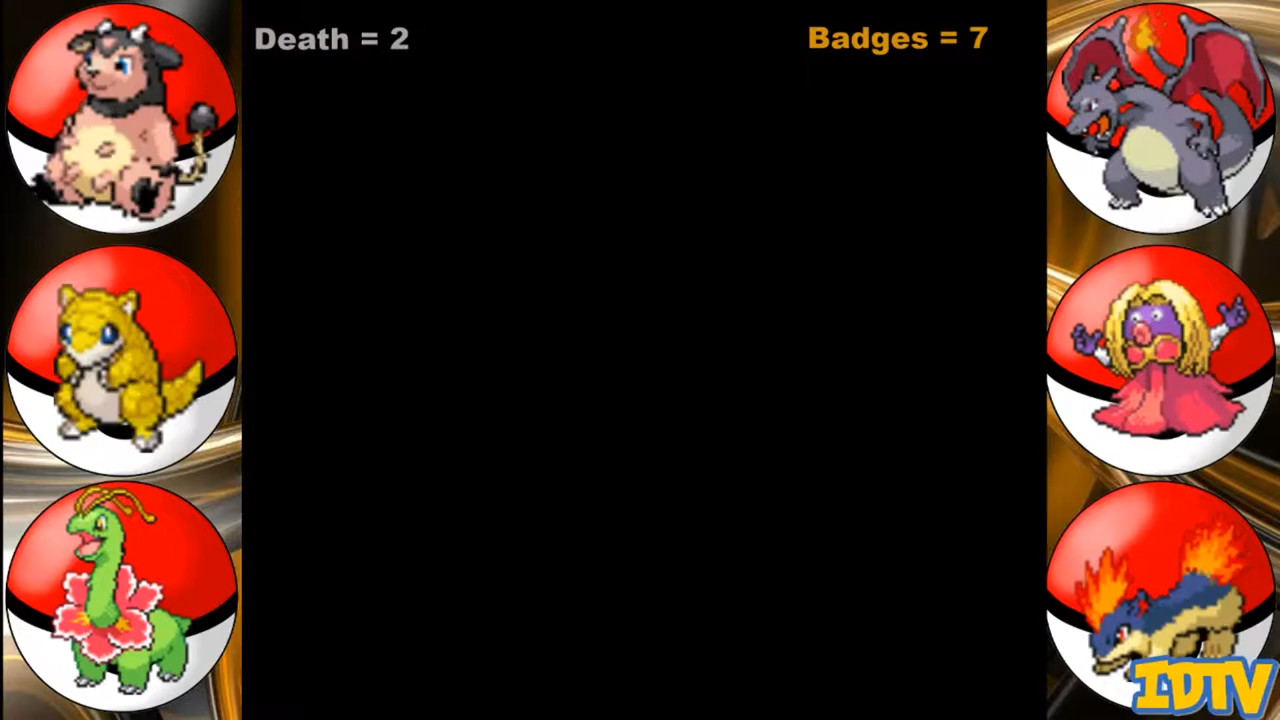 Death = 2
Badges = 7
IDTV